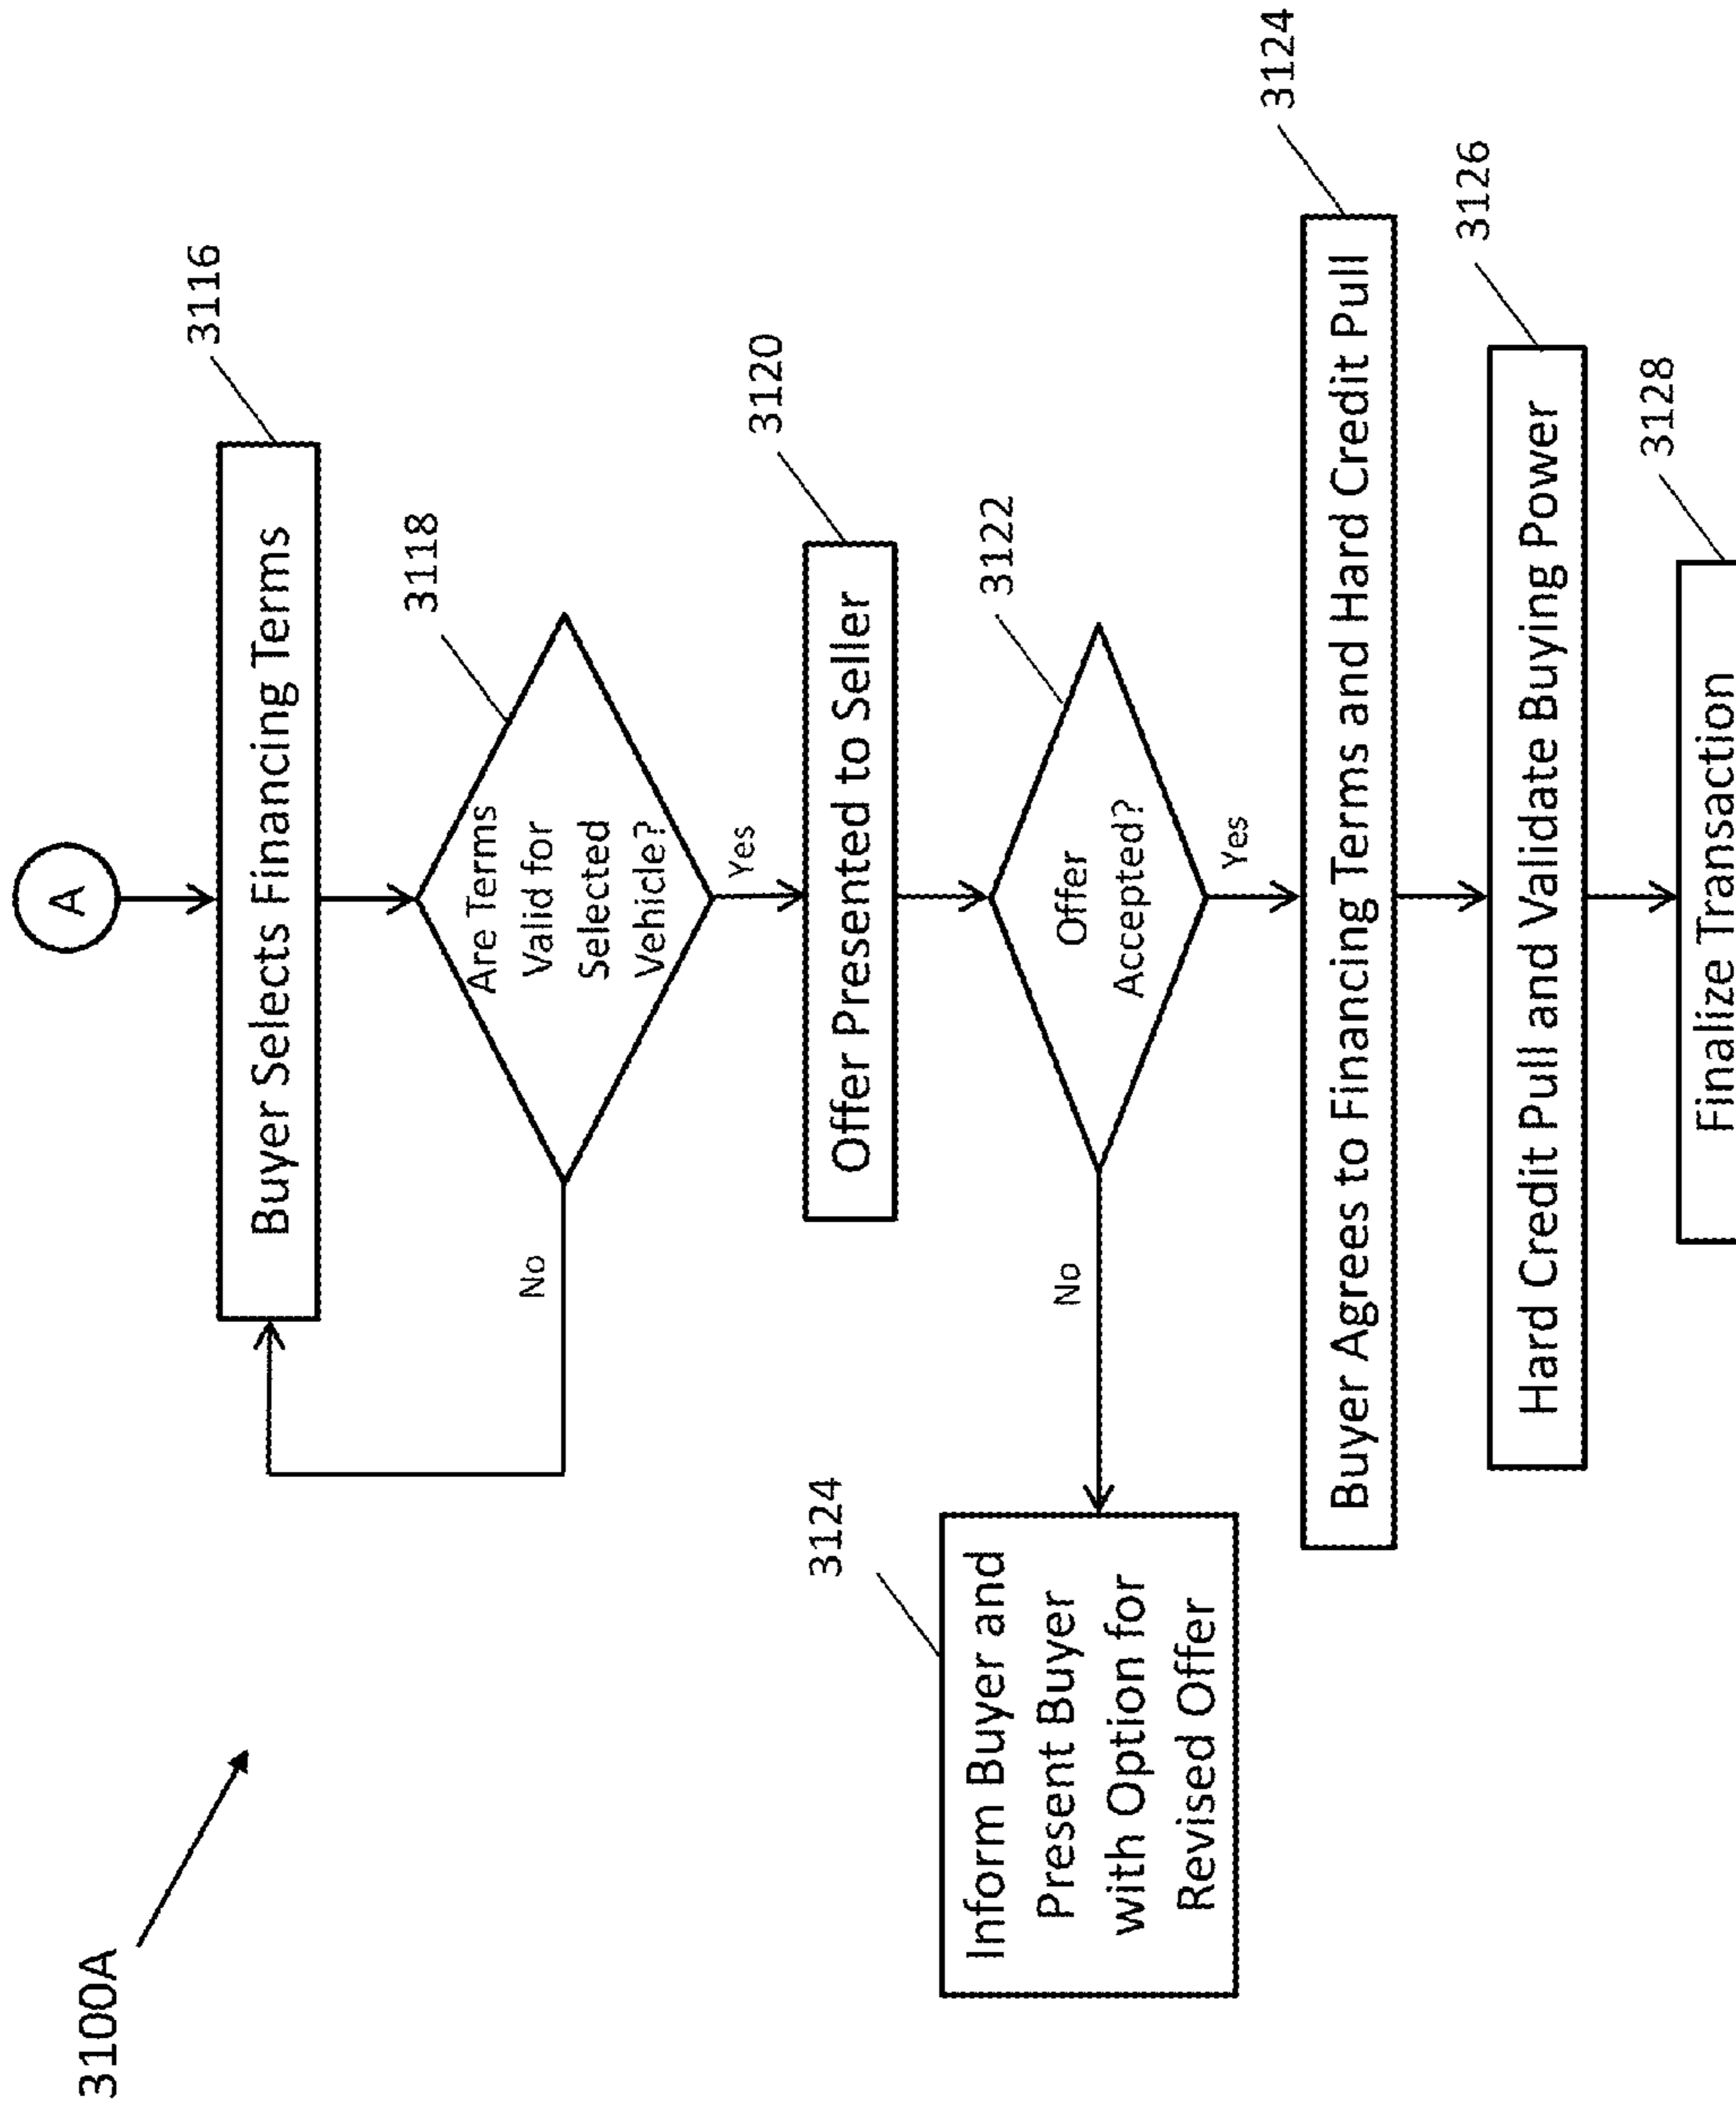 3100A
A
Buyer Selects Financing Terms
3116
Are Terms
Valid for
Selected
Vehicle?
3118
No
Yes
Offer Presented to Seller
3120
Offer
Accepted?
3122
No
Yes
Inform Buyer and
Present Buyer
with Option for
Revised Offer
3124
Buyer Agrees to Financing Terms and Hard Credit Pull
3124
Hard Credit Pull and Validate Buying Power
3126
Finalize Transaction
3128